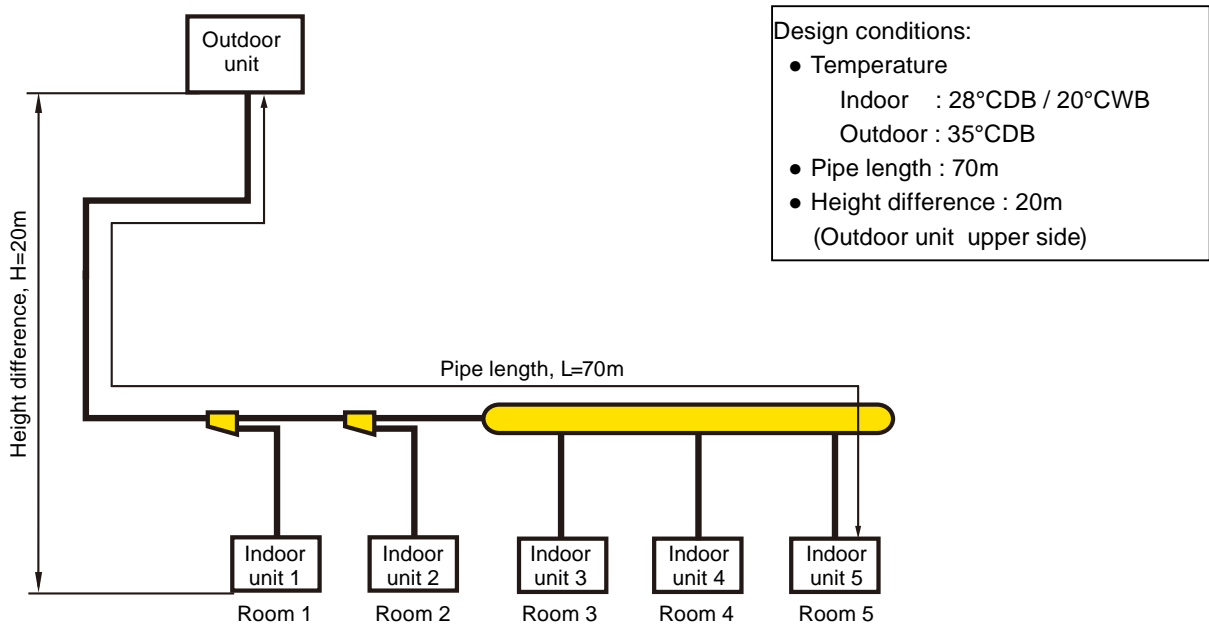 Outdoor
unit
Design conditions:
● Temperature
Indoor : 28°CDB / 20°CWB
Outdoor : 35°CDB
● Pipe length : 70m
● Height difference : 20m
(Outdoor unit upper side)
Height difference, H=20m
Pipe length, L=70m
Indoor
unit 1
Indoor
unit 2
Indoor
unit 3
Indoor
unit 4
Indoor
unit 5
Room 1
Room 2
Room 3
Room 4
Room 5